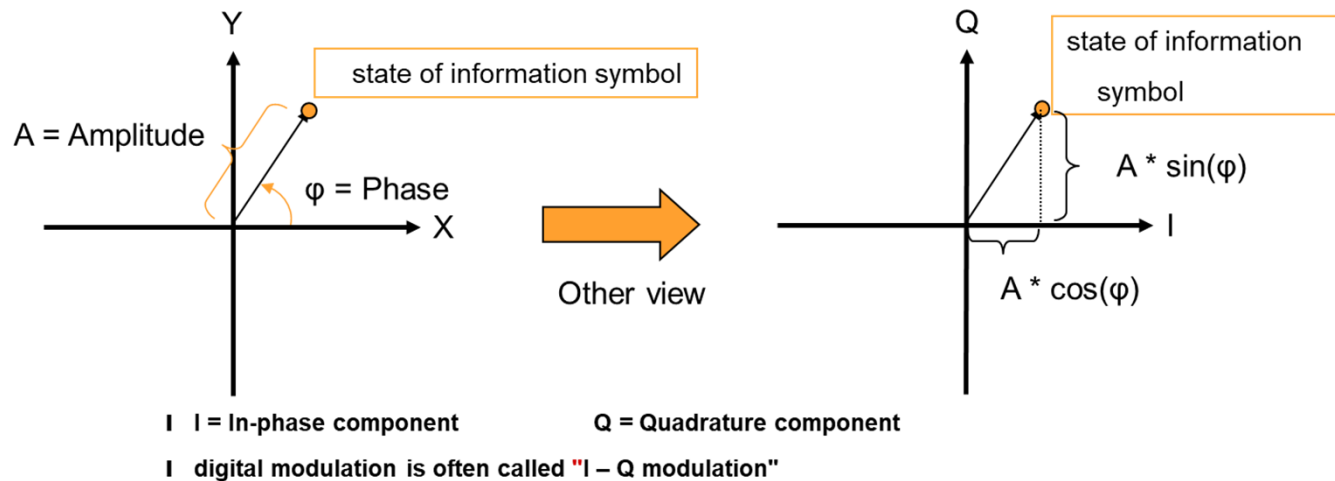 Y
state of information symbol
A = Amplitude
φ = Phase
X
Other view
Q
state of information
symbol
A * sin(φ)
I
A * cos(φ)
I I = In-phase component Q = Quadrature component
I digital modulation is often called "I – Q modulation"